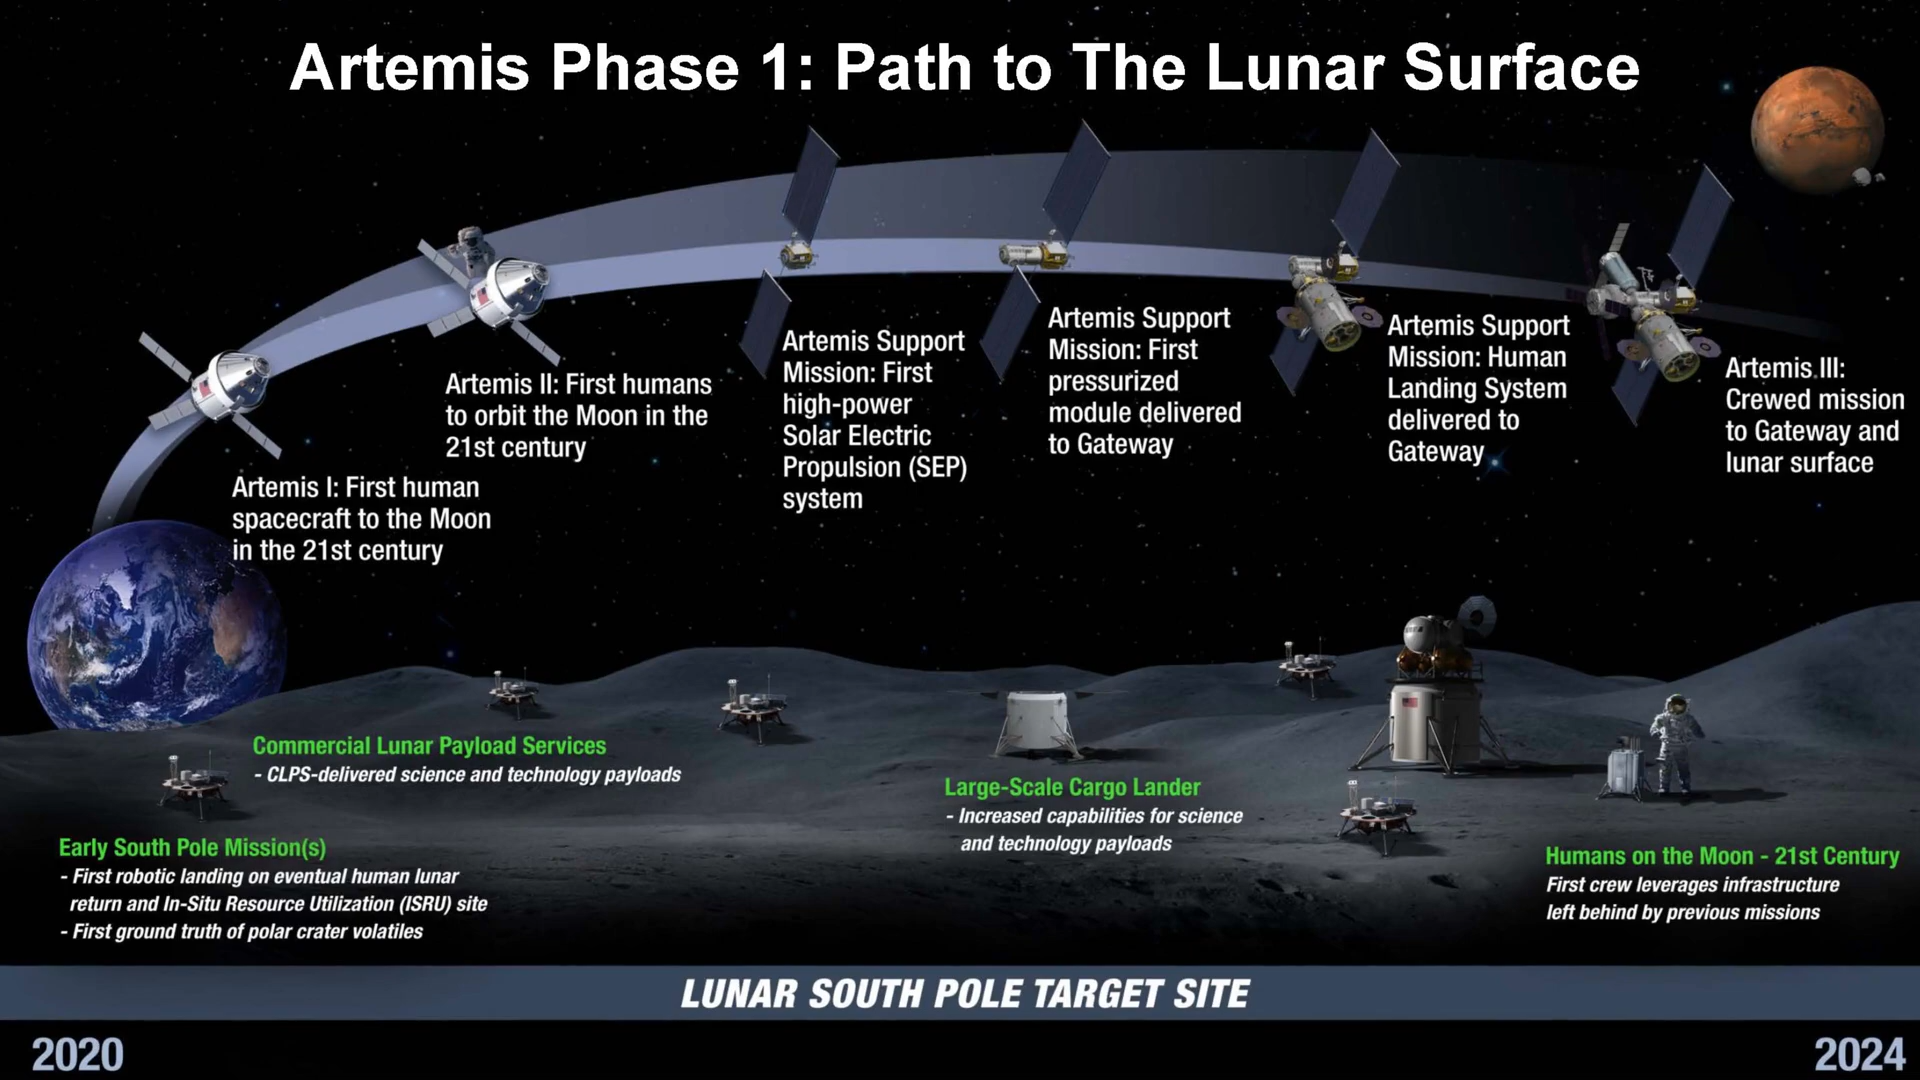 Artemis Phase 1: Path to The Lunar Surface
Artemis I: First human
spacecraft to the Moon
in the 21st century
Artemis II: First humans
to orbit the Moon in the
21st century
Artemis Support
Mission: First
high-power
Solar Electric
Propulsion (SEP)
system
Artemis Support
Mission: First
pressurized
module delivered
to Gateway
Artemis Support
Mission: Human
Landing System
delivered to
Gateway
Artemis III:
Crewed mission
to Gateway and
lunar surface
Commercial Lunar Payload Services
- CLPS-delivered science and technology payloads
Early South Pole Mission(s)
- First robotic landing on eventual human lunar
return and In-Situ Resource Utilization (ISRU) site
- First ground truth of polar crater volatiles
Large-Scale Cargo Lander
- Increased capabilities for science
and technology payloads
Humans on the Moon - 21st Century
First crew leverages infrastructure
left behind by previous missions
LUNAR SOUTH POLE TARGET SITE
2020
2024